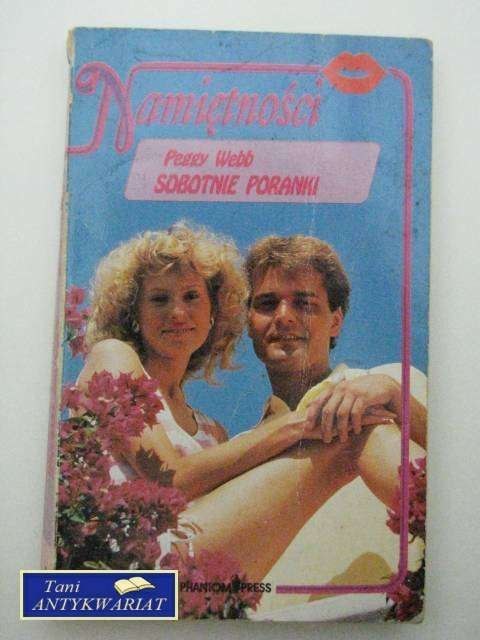 Namiętności
Peggy Webb
SOBOTNIE PORANKI
PHANTOM PRESS
Tani
ANTYKWARIAT